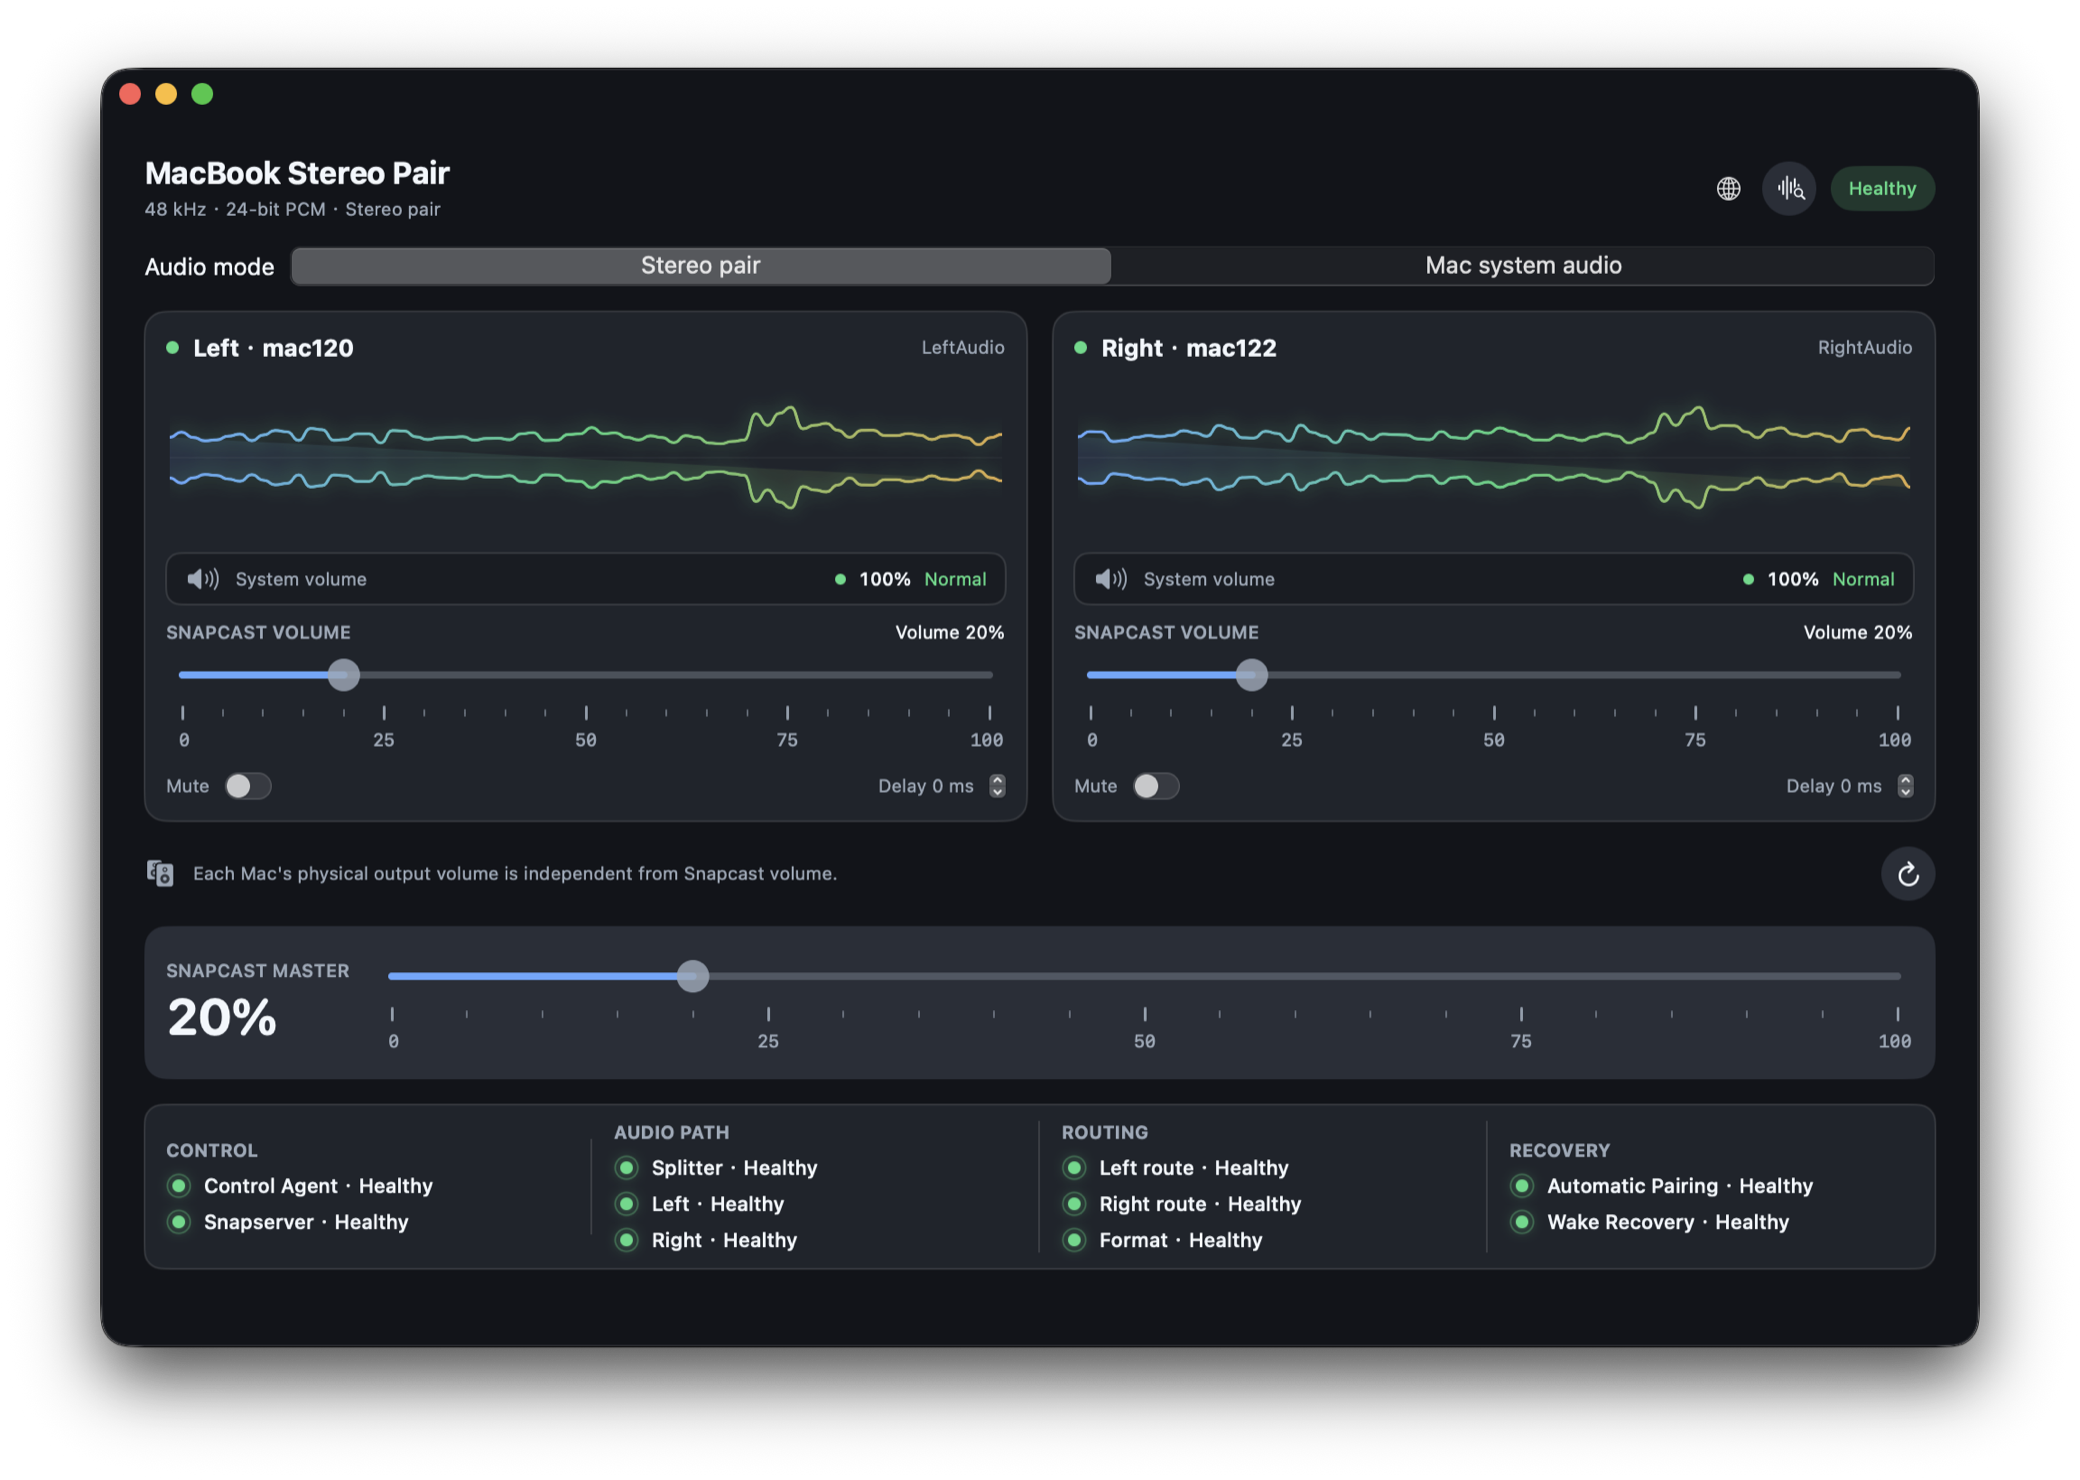 MacBook Stereo Pair
48 kHz · 24-bit PCM · Stereo pair
Healthy
Audio mode
Stereo pair
Mac system audio
Left · mac120
LeftAudio
System volume
100% Normal
SNAPCAST VOLUME
Volume 20%
0 25 50 75 100
Mute
Delay 0 ms
Right · mac122
RightAudio
System volume
100% Normal
SNAPCAST VOLUME
Volume 20%
0 25 50 75 100
Mute
Delay 0 ms
Each Mac's physical output volume is independent from Snapcast volume.
SNAPCAST MASTER
20%
0 25 50 75 100
CONTROL
Control Agent · Healthy
Snapserver · Healthy
AUDIO PATH
Splitter · Healthy
Left · Healthy
Right · Healthy
ROUTING
Left route · Healthy
Right route · Healthy
Format · Healthy
RECOVERY
Automatic Pairing · Healthy
Wake Recovery · Healthy